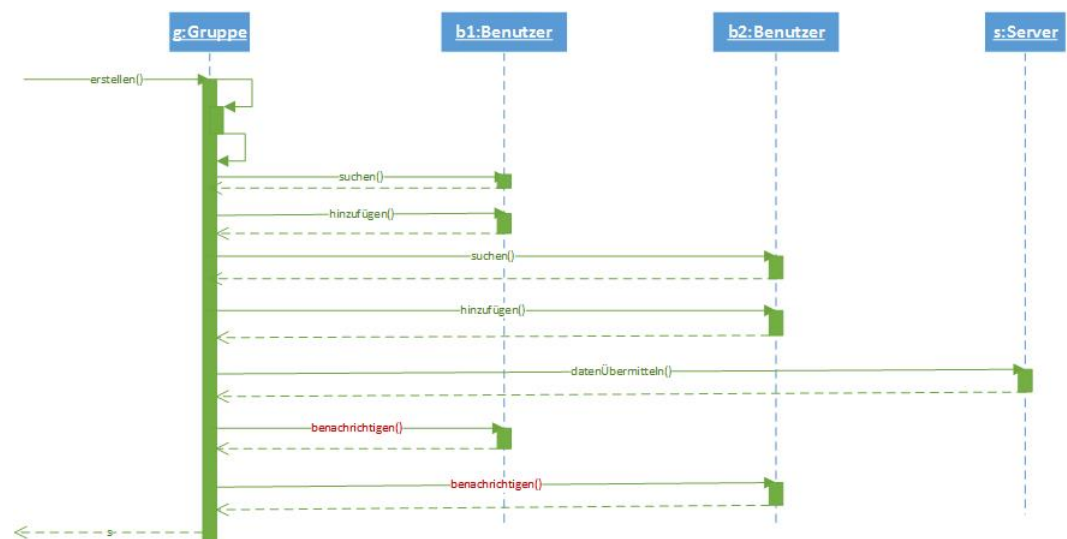 g:Gruppe
b1:Benutzer
b2:Benutzer
s:Server
erstellen()
suchen()
hinzufügen()
suchen()
hinzufügen()
datenÜbermitteln()
benachrichtigen()
benachrichtigen()
s